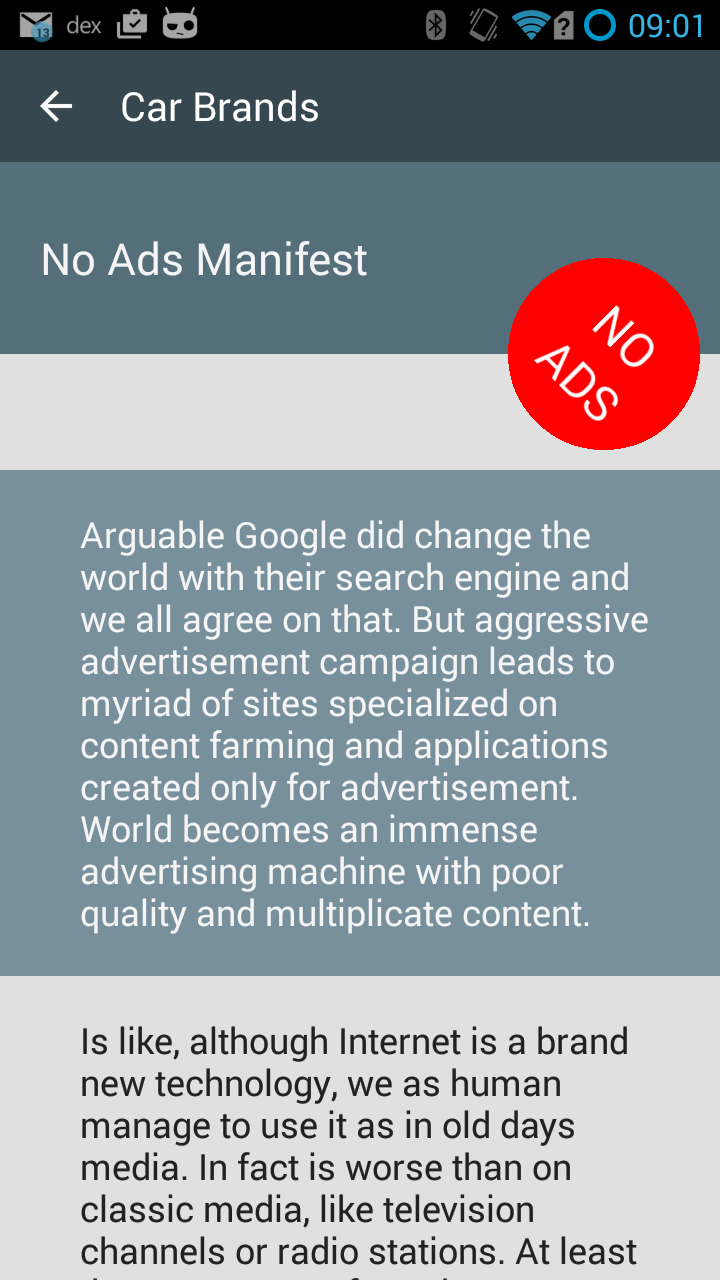 13 dex 09:01
Car Brands
No Ads Manifest
NO
ADS
Arguable Google did change the
world with their search engine and
we all agree on that. But aggressive
advertisement campaign leads to
myriad of sites specialized on
content farming and applications
created only for advertisement.
World becomes an immense
advertising machine with poor
quality and multiplicate content.
Is like, although Internet is a brand
new technology, we as human
manage to use it as in old days
media. In fact is worse than on
classic media, like television
channels or radio stations. At least